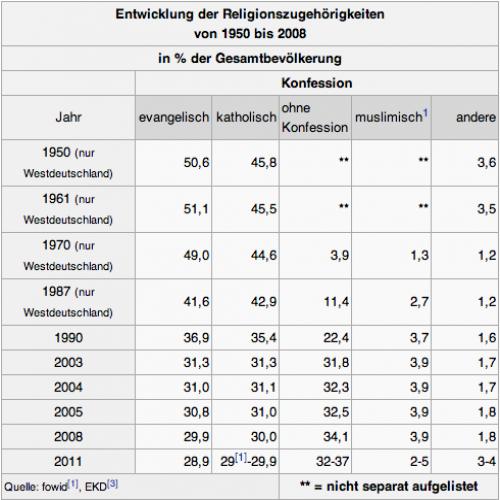 Entwicklung der Religionszugehörigkeiten
von 1950 bis 2008
in % der Gesamtbevölkerung
Konfession
Jahr evangelisch katholisch ohne Konfession muslimisch1 andere
1950 (nur Westdeutschland) 50,6 45,8 ** ** 3,6
1961 (nur Westdeutschland) 51,1 45,5 ** ** 3,5
1970 (nur Westdeutschland) 49,0 44,6 3,9 1,3 1,2
1987 (nur Westdeutschland) 41,6 42,9 11,4 2,7 1,2
1990 36,9 35,4 22,4 3,7 1,6
2003 31,3 31,3 31,8 3,9 1,7
2004 31,0 31,1 32,3 3,9 1,7
2005 30,8 31,0 32,5 3,9 1,8
2008 29,9 30,0 34,1 3,9 1,8
2011 28,9 29[1]-29,9 32-37 2-5 3-4
Quelle: fowid[1], EKD[3] ** = nicht separat aufgelistet